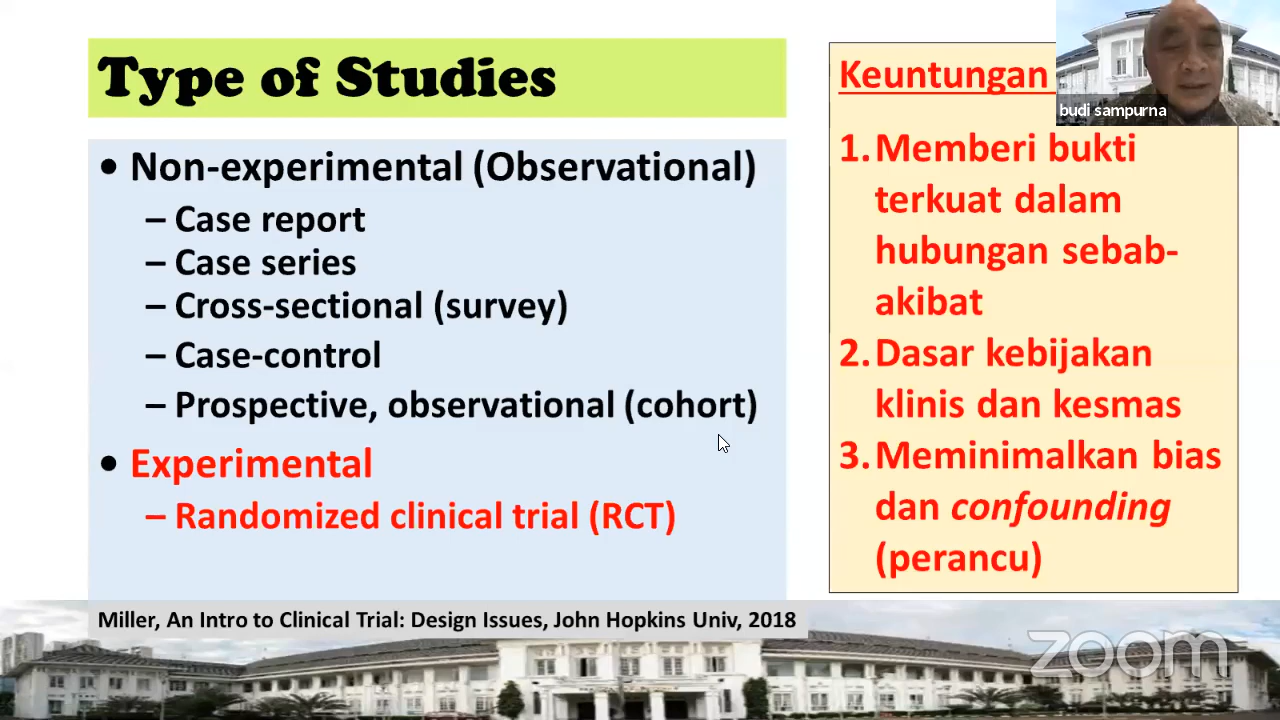 Type of Studies
• Non-experimental (Observational)
– Case report
– Case series
– Cross-sectional (survey)
– Case-control
– Prospective, observational (cohort)
• Experimental
– Randomized clinical trial (RCT)
Miller, An Intro to Clinical Trial: Design Issues, John Hopkins Univ, 2018
Keuntungan
1. Memberi bukti
terkuat dalam
hubungan sebab-
akibat
2. Dasar kebijakan
klinis dan kesmas
3. Meminimalkan bias
dan confounding
(perancu)
budi sampurna
zoom